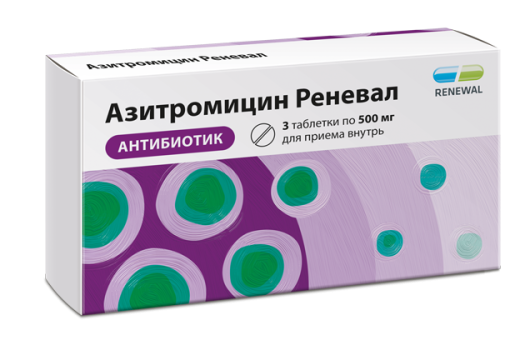 Азитромицин Реневал
Азитромицин Реневал
RENEWAL
АНТИБИОТИК
3 таблетки по 500 мг
для приема внутрь